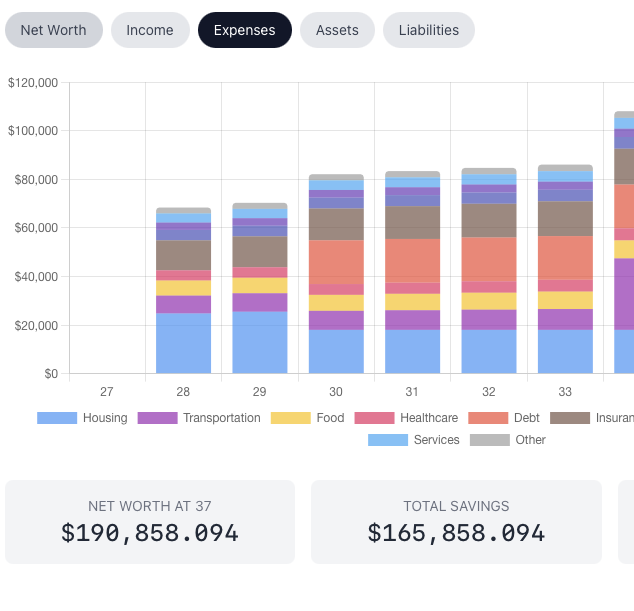 Net Worth Income Expenses Assets Liabilities
$120,000
$100,000
$80,000
$60,000
$40,000
$20,000
$0
27 28 29 30 31 32 33
Housing Transportation Food Healthcare Debt Insuran
Services Other
NET WORTH AT 37 TOTAL SAVINGS
$190,858.094 $165,858.094